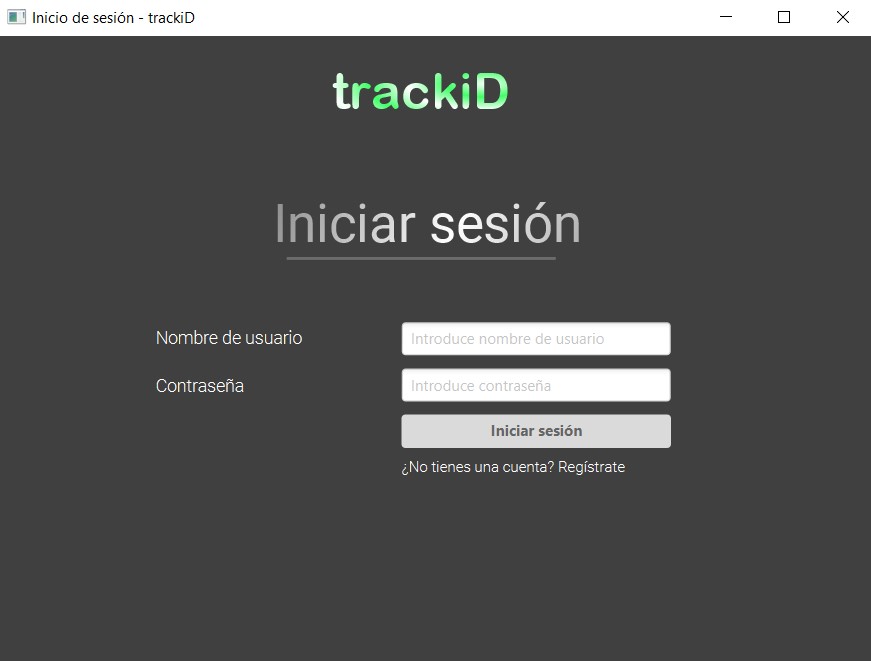 Inicio de sesión - trackiD
trackiD
Iniciar sesión
Nombre de usuario
Introduce nombre de usuario
Contraseña
Introduce contraseña
Iniciar sesión
¿No tienes una cuenta? Regístrate